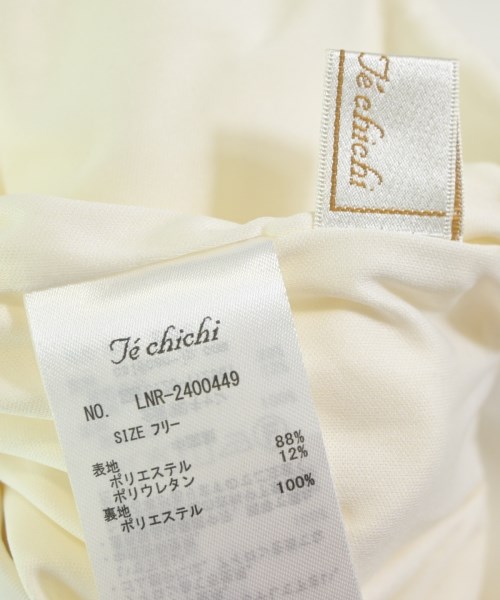 Té chichi
Té chichi
NO. LNR-2400449
SIZE フリー
表地
ポリエステル 88%
ポリウレタン 12%
裏地
ポリエステル 100%